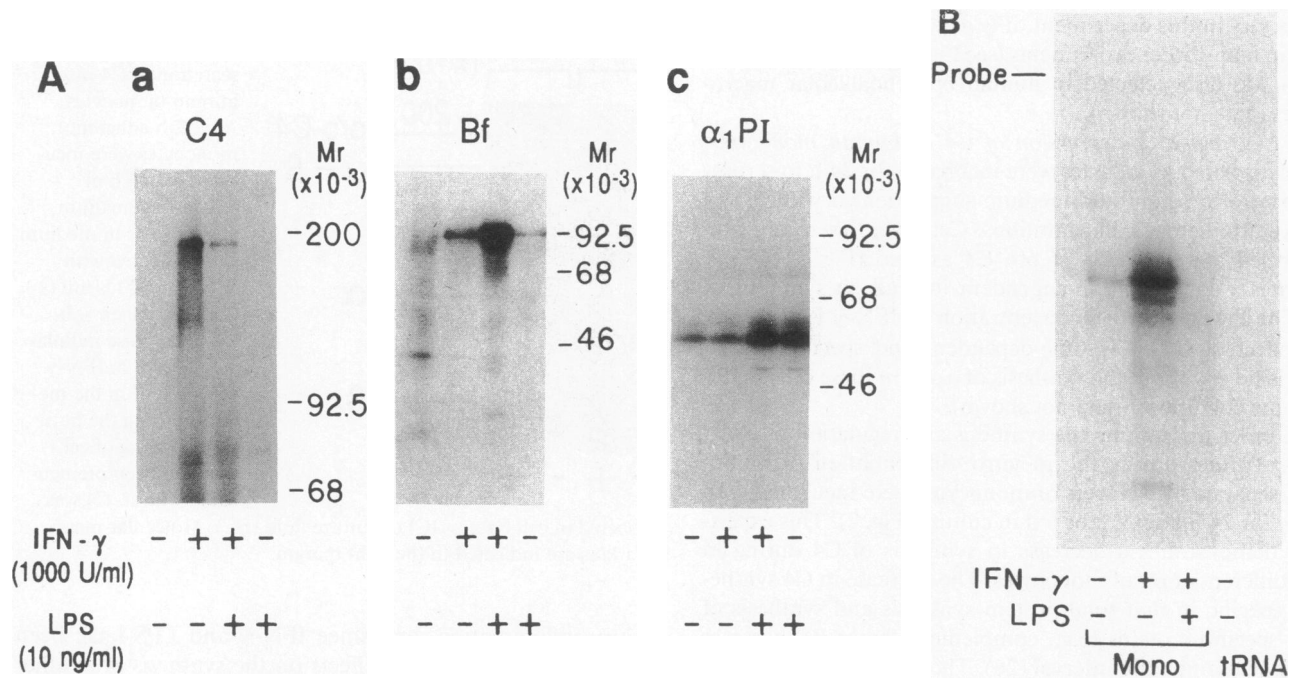 A
a
C4
Mr
(x10-3)
-200
-92.5
-68
b
Bf
Mr
(x10-3)
-92.5
-68
-46
c
α1PI
Mr
(x10-3)
-92.5
-68
-46
IFN-γ - + + - - + + - - + + -
(1000 U/ml)
LPS - - + + - - + + - - + +
(10 ng/ml)
B
Probe—
IFN-γ - + + -
LPS - - + -
Mono tRNA